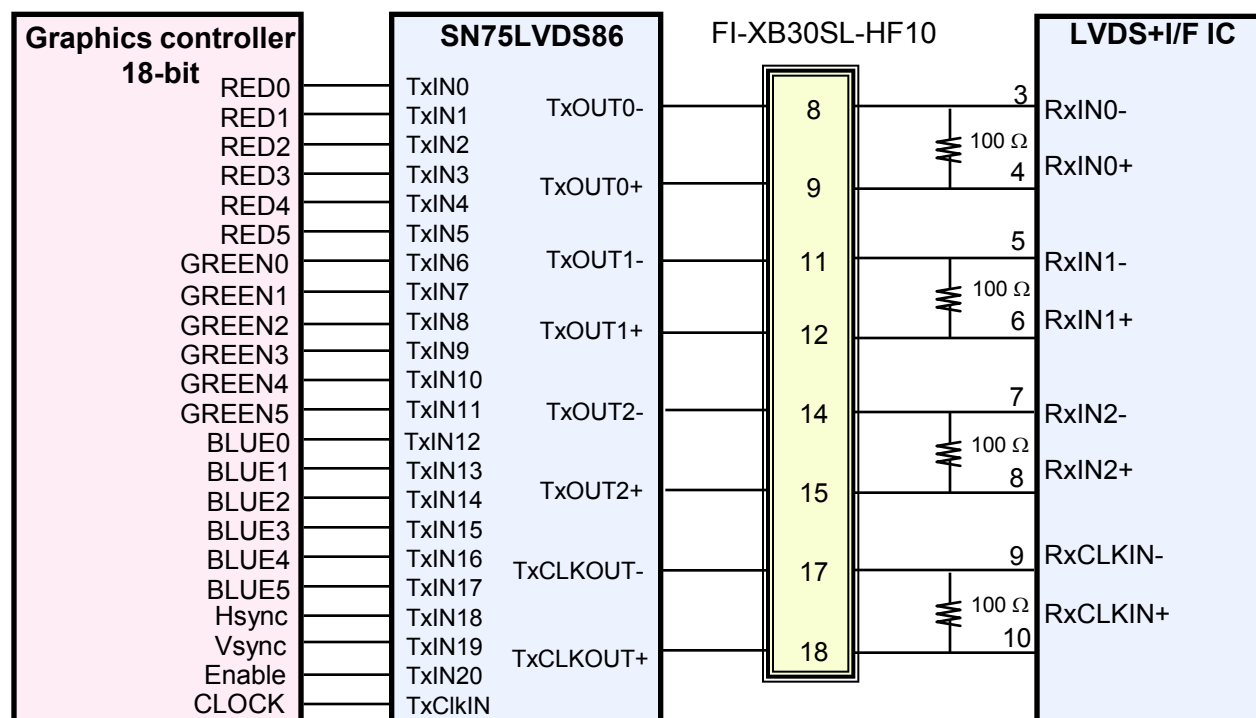 Graphics controller
18-bit
RED0
RED1
RED2
RED3
RED4
RED5
GREEN0
GREEN1
GREEN2
GREEN3
GREEN4
GREEN5
BLUE0
BLUE1
BLUE2
BLUE3
BLUE4
BLUE5
Hsync
Vsync
Enable
CLOCK
SN75LVDS86
TxIN0
TxIN1
TxIN2
TxIN3
TxIN4
TxIN5
TxIN6
TxIN7
TxIN8
TxIN9
TxIN10
TxIN11
TxIN12
TxIN13
TxIN14
TxIN15
TxIN16
TxIN17
TxIN18
TxIN19
TxIN20
TxClkIN
TxOUT0-
TxOUT0+
TxOUT1-
TxOUT1+
TxOUT2-
TxOUT2+
TxCLKOUT-
TxCLKOUT+
FI-XB30SL-HF10
8
9
11
12
14
15
17
18
3
100 Ω
4
5
100 Ω
6
7
100 Ω
8
9
100 Ω
10
LVDS+I/F IC
RxIN0-
RxIN0+
RxIN1-
RxIN1+
RxIN2-
RxIN2+
RxCLKIN-
RxCLKIN+